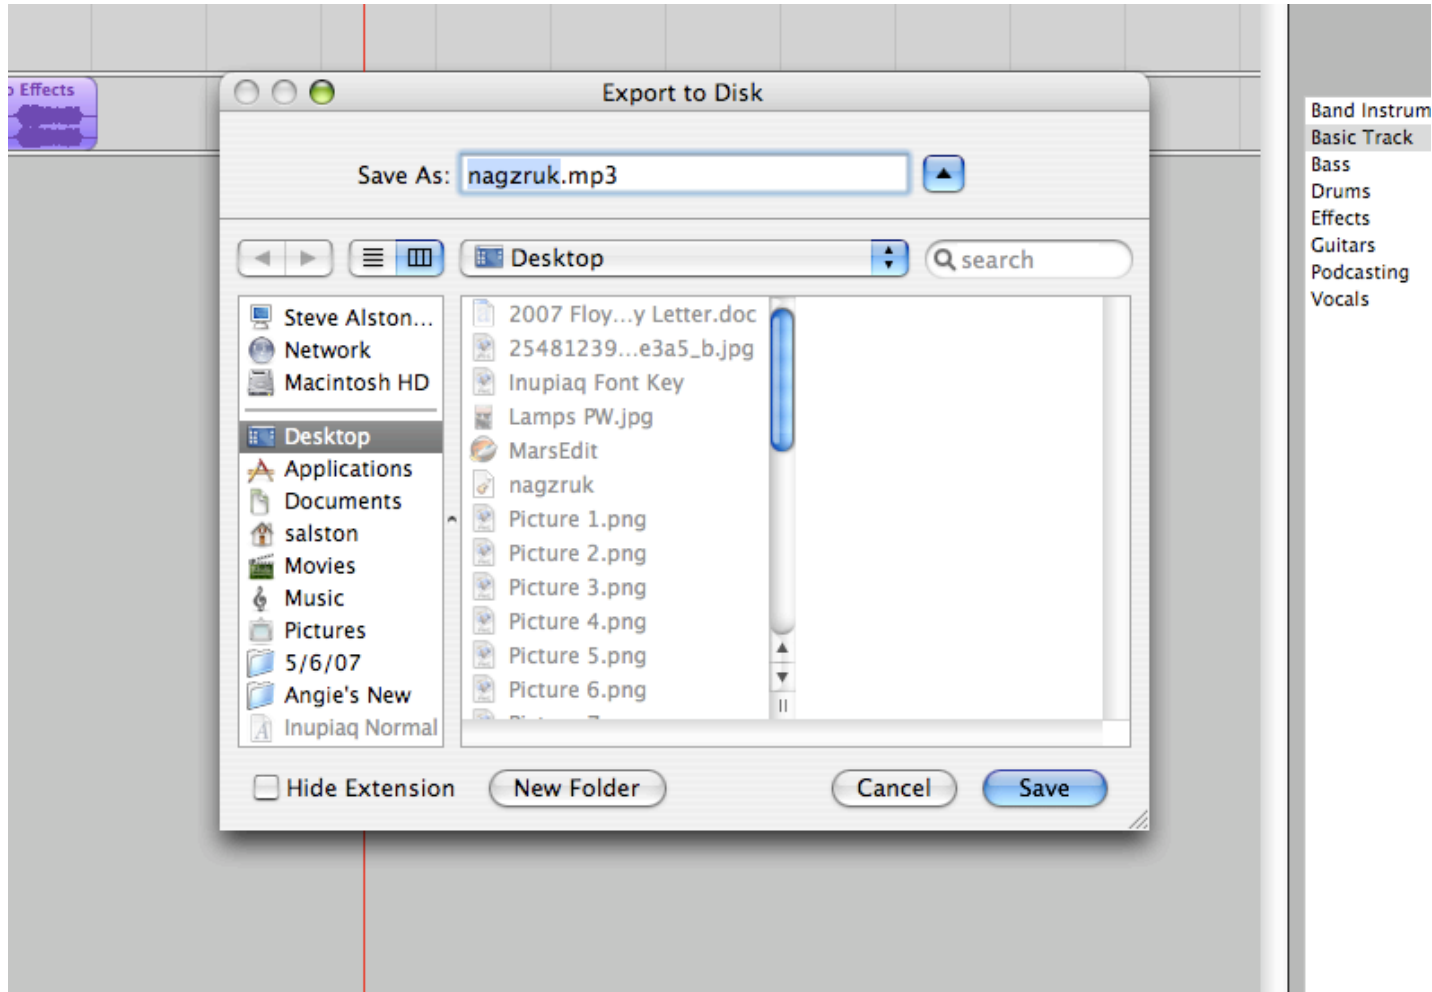 o Effects
Export to Disk
Save As: nagzruk.mp3
Desktop
search
Steve Alston...
Network
Macintosh HD
Desktop
Applications
Documents
salston
Movies
Music
Pictures
5/6/07
Angie's New
Inupiaq Normal
2007 Floy...y Letter.doc
25481239...e3a5_b.jpg
Inupiaq Font Key
Lamps PW.jpg
MarsEdit
nagzruk
Picture 1.png
Picture 2.png
Picture 3.png
Picture 4.png
Picture 5.png
Picture 6.png
Hide Extension
New Folder
Cancel
Save
Band Instrum
Basic Track
Bass
Drums
Effects
Guitars
Podcasting
Vocals